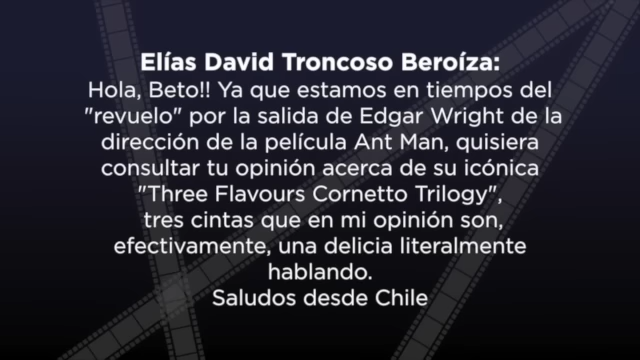 Elías David Troncoso Beroíza:
Hola, Beto!! Ya que estamos en tiempos del
"revuelo" por la salida de Edgar Wright de la
dirección de la película Ant Man, quisiera
consultar tu opinión acerca de su icónica
"Three Flavours Cornetto Trilogy",
tres cintas que en mi opinión son,
efectivamente, una delicia literalmente
hablando.
Saludos desde Chile